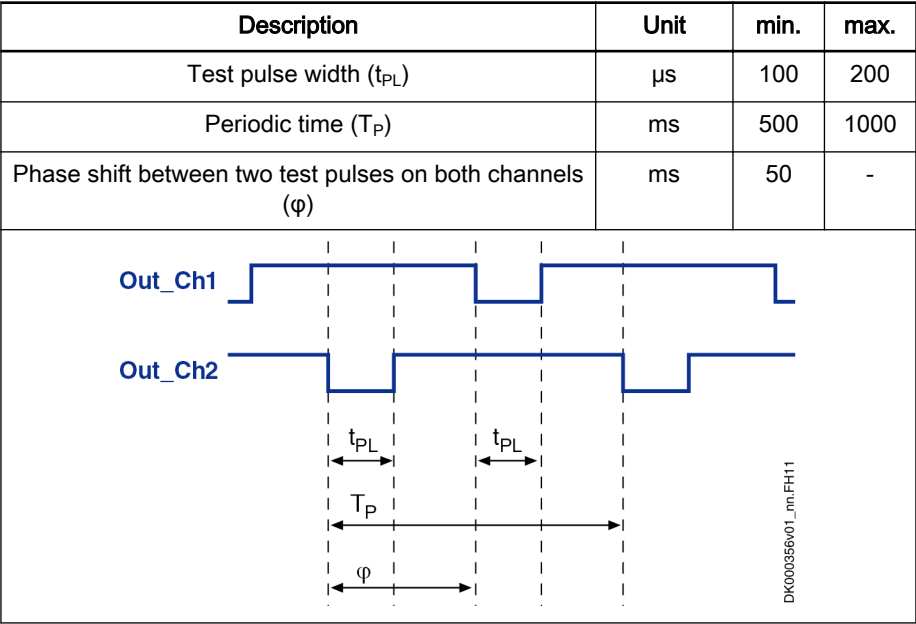 Description Unit min. max.
Test pulse width (tPL) µs 100 200
Periodic time (TP) ms 500 1000
Phase shift between two test pulses on both channels ms 50 -
(φ)
Out_Ch1
Out_Ch2
tPL tPL
TP
φ
DK000356v01_nn.FH11